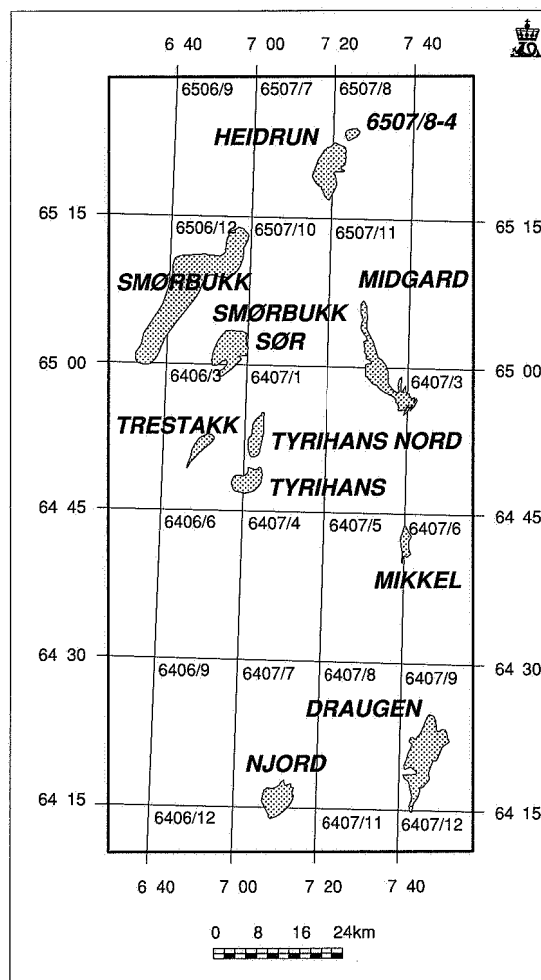 6 40 7 00 7 20 7 40
6506/9 6507/7 6507/8
6507/8-4
HEIDRUN
65 15 65 15
6506/12 6507/10 6507/11
SMØRBUKK MIDGARD
SMØRBUKK
SØR
65 00 65 00
6406/3 6407/1 6407/3
TRESTAKK
TYRIHANS NORD
TYRIHANS
64 45 64 45
6406/6 6407/4 6407/5 6407/6
MIKKEL
64 30 64 30
6406/9 6407/7 6407/8 6407/9
DRAUGEN
NJORD
64 15 64 15
6406/12 6407/11 6407/12
6 40 7 00 7 20 7 40
0 8 16 24km